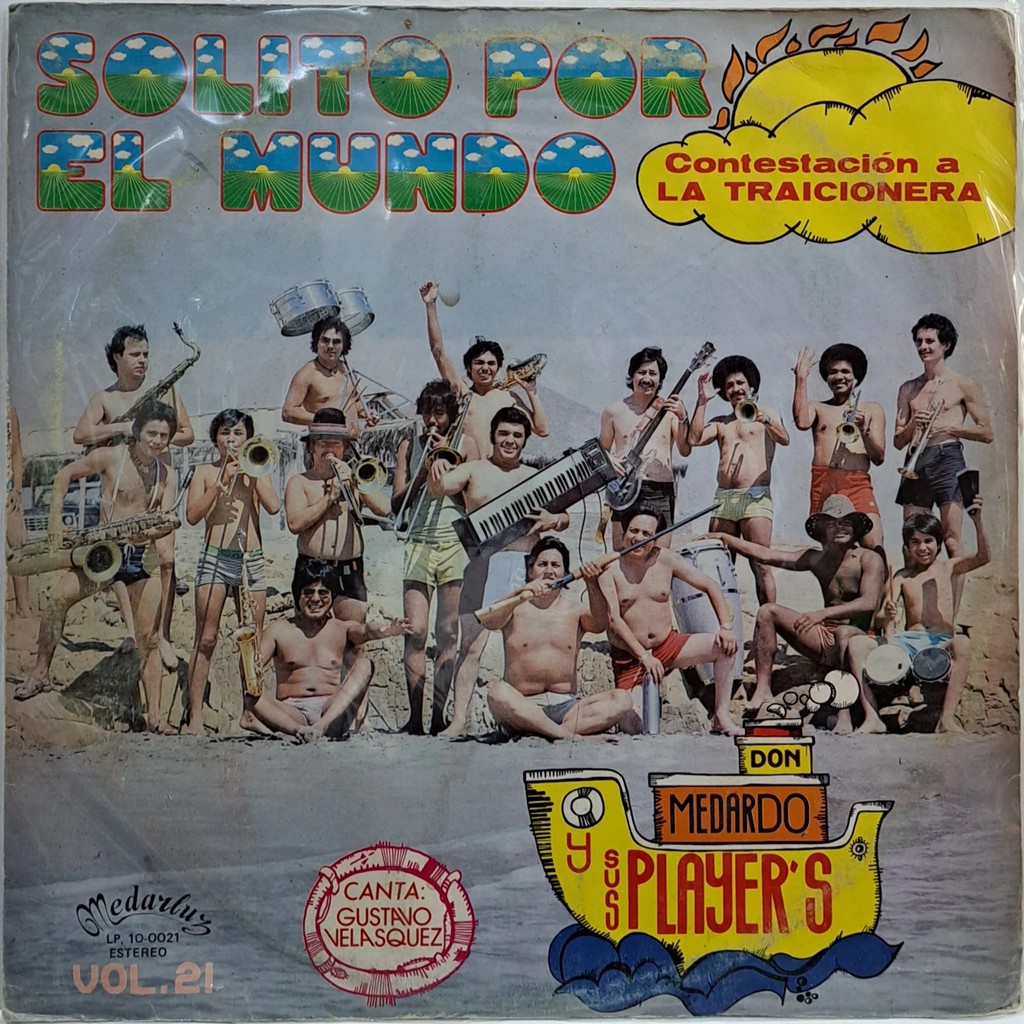 SOLITO POR
EL MUNDO
Contestación a
LA TRAICIONERA
DON
MEDARDO
Y SUS PLAYER'S
CANTA:
GUSTAVO
VELASQUEZ
Medarluz
LP. 10-0021
ESTEREO
VOL.21